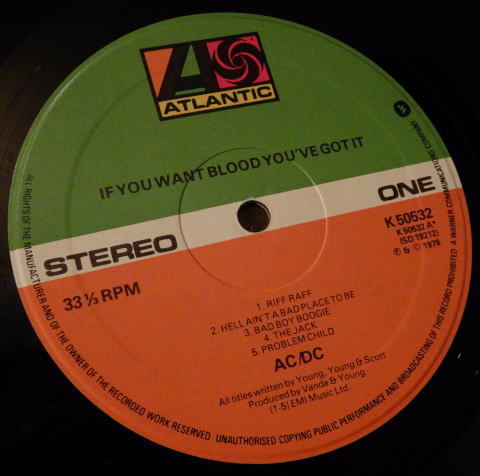 ATLANTIC
IF YOU WANT BLOOD YOU'VE GOT IT
STEREO
ONE
33 ⅓ RPM
K 50532
K 50532 A*
(SD 19212)
℗ & © 1978
1. RIFF RAFF
2. HELL AIN'T A BAD PLACE TO BE
3. BAD BOY BOOGIE
4. THE JACK
5. PROBLEM CHILD
AC/DC
All titles written by Young, Young & Scott
Produced by Vanda & Young
(1-5) EMI Music Ltd.
ALL RIGHTS OF THE MANUFACTURER AND OF THE OWNER OF THE RECORDED WORK RESERVED UNAUTHORISED COPYING PUBLIC PERFORMANCE AND BROADCASTING OF THIS RECORD PROHIBITED A WARNER COMMUNICATIONS COMPANY